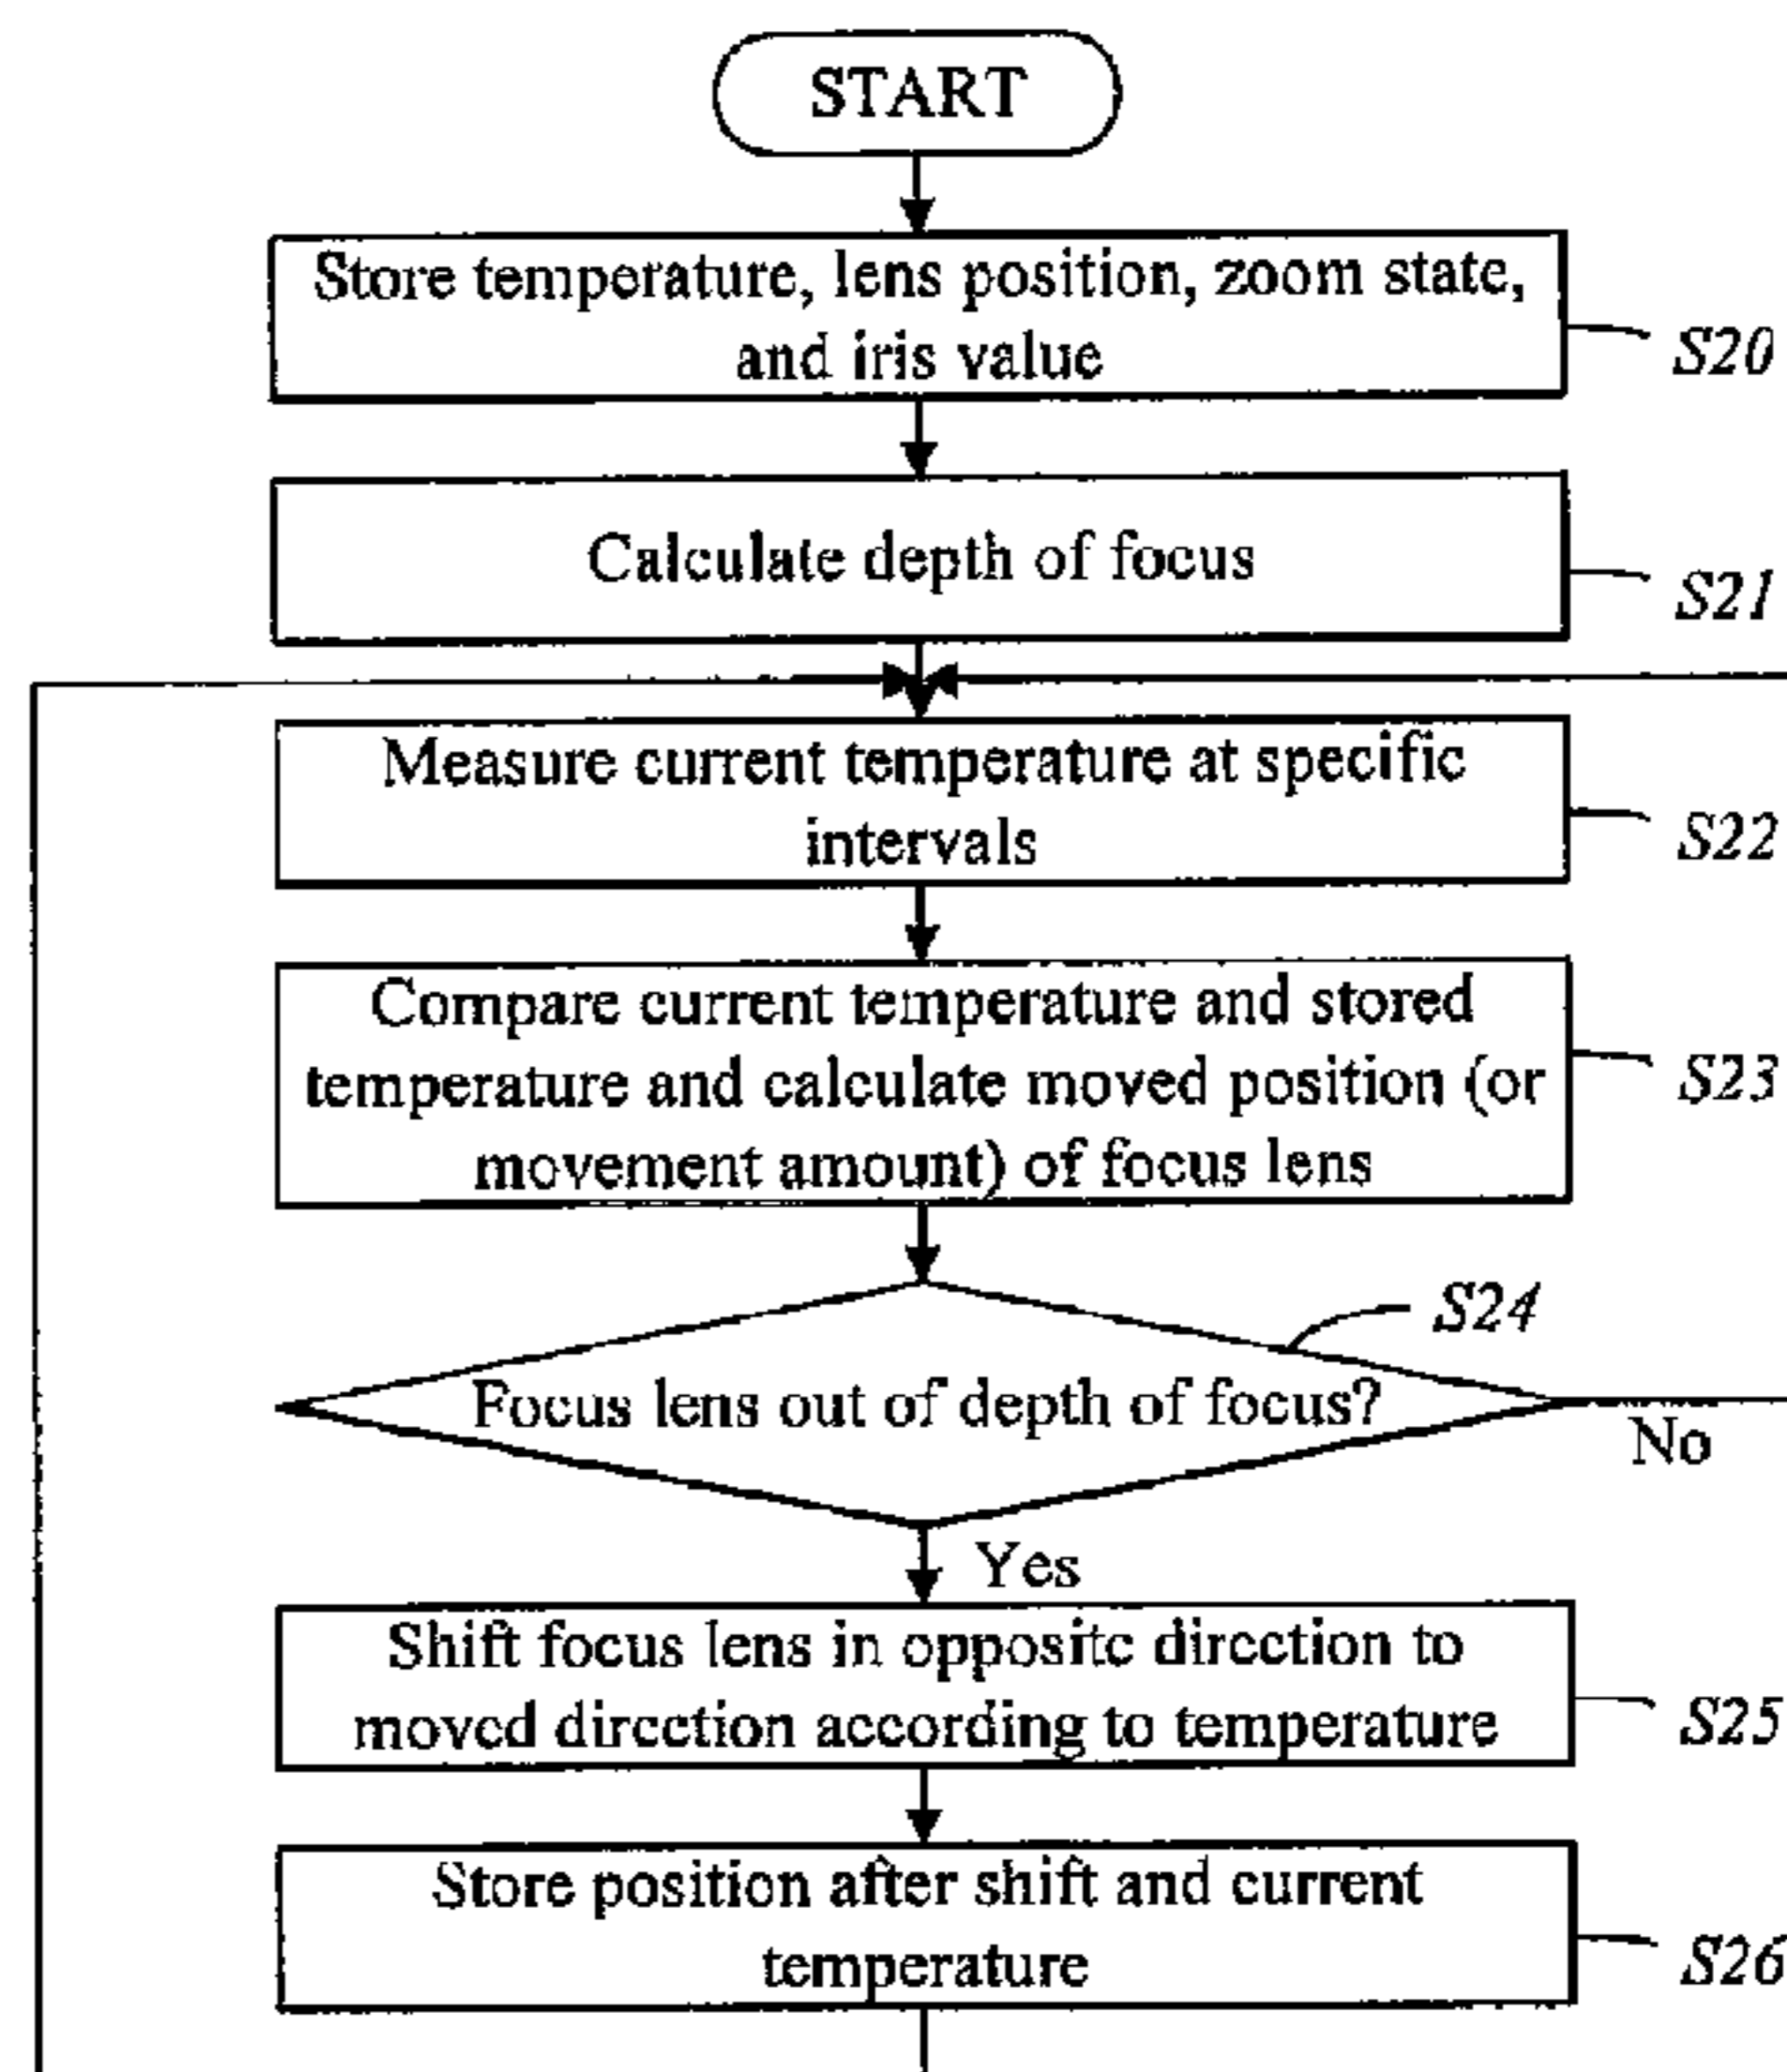 START
Store temperature, lens position, zoom state,
and iris value
S20
Calculate depth of focus
S21
Measure current temperature at specific
intervals
S22
Compare current temperature and stored
temperature and calculate moved position (or
movement amount) of focus lens
S23
S24
Focus lens out of depth of focus?
No
Yes
Shift focus lens in opposite direction to
moved direction according to temperature
S25
Store position after shift and current
temperature
S26